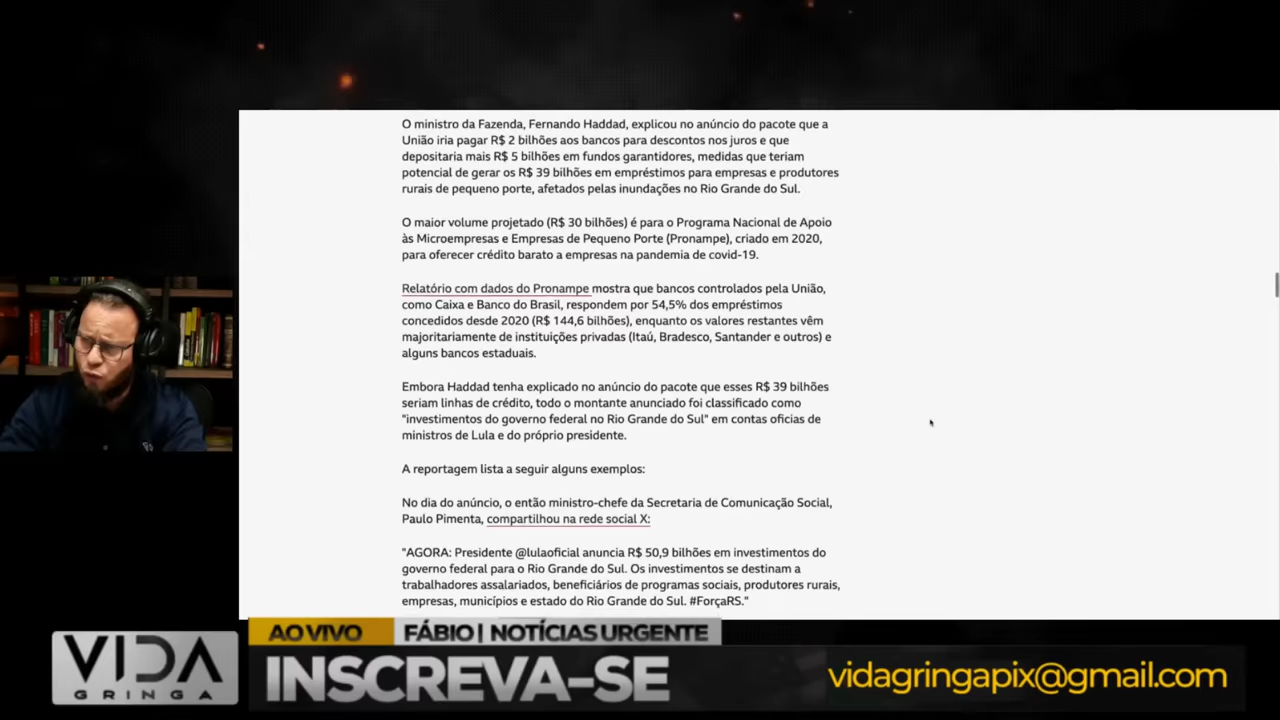 O ministro da Fazenda, Fernando Haddad, explicou no anúncio do pacote que a
União iria pagar R$ 2 bilhões aos bancos para descontos nos juros e que
depositaria mais R$ 5 bilhões em fundos garantidores, medidas que teriam
potencial de gerar os R$ 39 bilhões em empréstimos para empresas e produtores
rurais de pequeno porte, afetados pelas inundações no Rio Grande do Sul.
O maior volume projetado (R$ 30 bilhões) é para o Programa Nacional de Apoio
às Microempresas e Empresas de Pequeno Porte (Pronampe), criado em 2020,
para oferecer crédito barato a empresas na pandemia de covid-19.
Relatório com dados do Pronampe mostra que bancos controlados pela União,
como Caixa e Banco do Brasil, respondem por 54,5% dos empréstimos
concedidos desde 2020 (R$ 144,6 bilhões), enquanto os valores restantes vêm
majoritariamente de instituições privadas (Itaú, Bradesco, Santander e outros) e
alguns bancos estaduais.
Embora Haddad tenha explicado no anúncio do pacote que esses R$ 39 bilhões
seriam linhas de crédito, todo o montante anunciado foi classificado como
"investimentos do governo federal no Rio Grande do Sul" em contas oficias de
ministros de Lula e do próprio presidente.
A reportagem lista a seguir alguns exemplos:
No dia do anúncio, o então ministro-chefe da Secretaria de Comunicação Social,
Paulo Pimenta, compartilhou na rede social X:
"AGORA: Presidente @lulaoficial anuncia R$ 50,9 bilhões em investimentos do
governo federal para o Rio Grande do Sul. Os investimentos se destinam a
trabalhadores assalariados, beneficiários de programas sociais, produtores rurais,
empresas, municípios e estado do Rio Grande do Sul. #ForçaRS."
AO VIVO
FÁBIO | NOTÍCIAS URGENTE
VIDA
GRINGA
INSCREVA-SE
vidagringapix@gmail.com